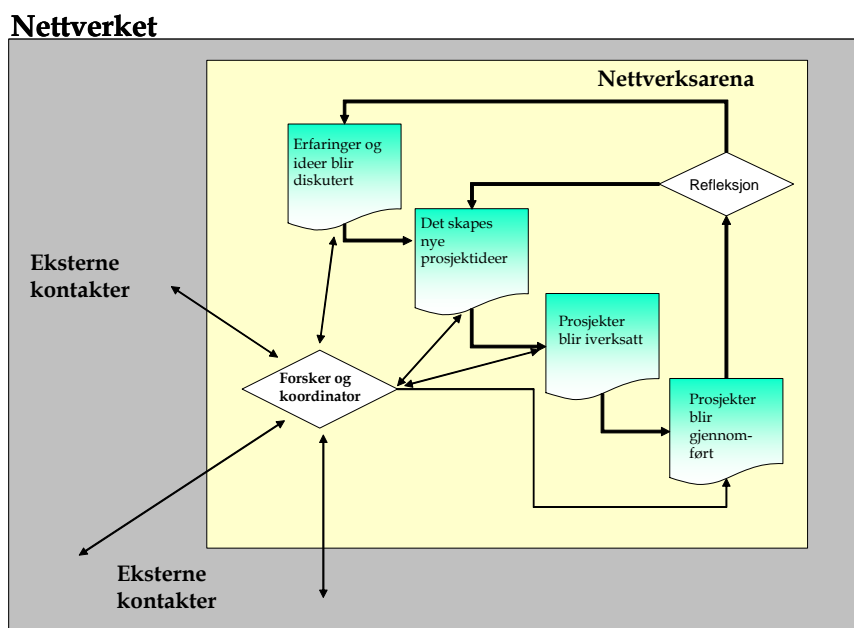 Nettverket
Nettverksarena
Erfaringer og
ideer blir
diskutert
Refleksjon
Det skapes
nye
prosjektideer
Eksterne
kontakter
Prosjekter
blir iverksatt
Forsker og
koordinator
Prosjekter
blir
gjennom-
ført
Eksterne
kontakter